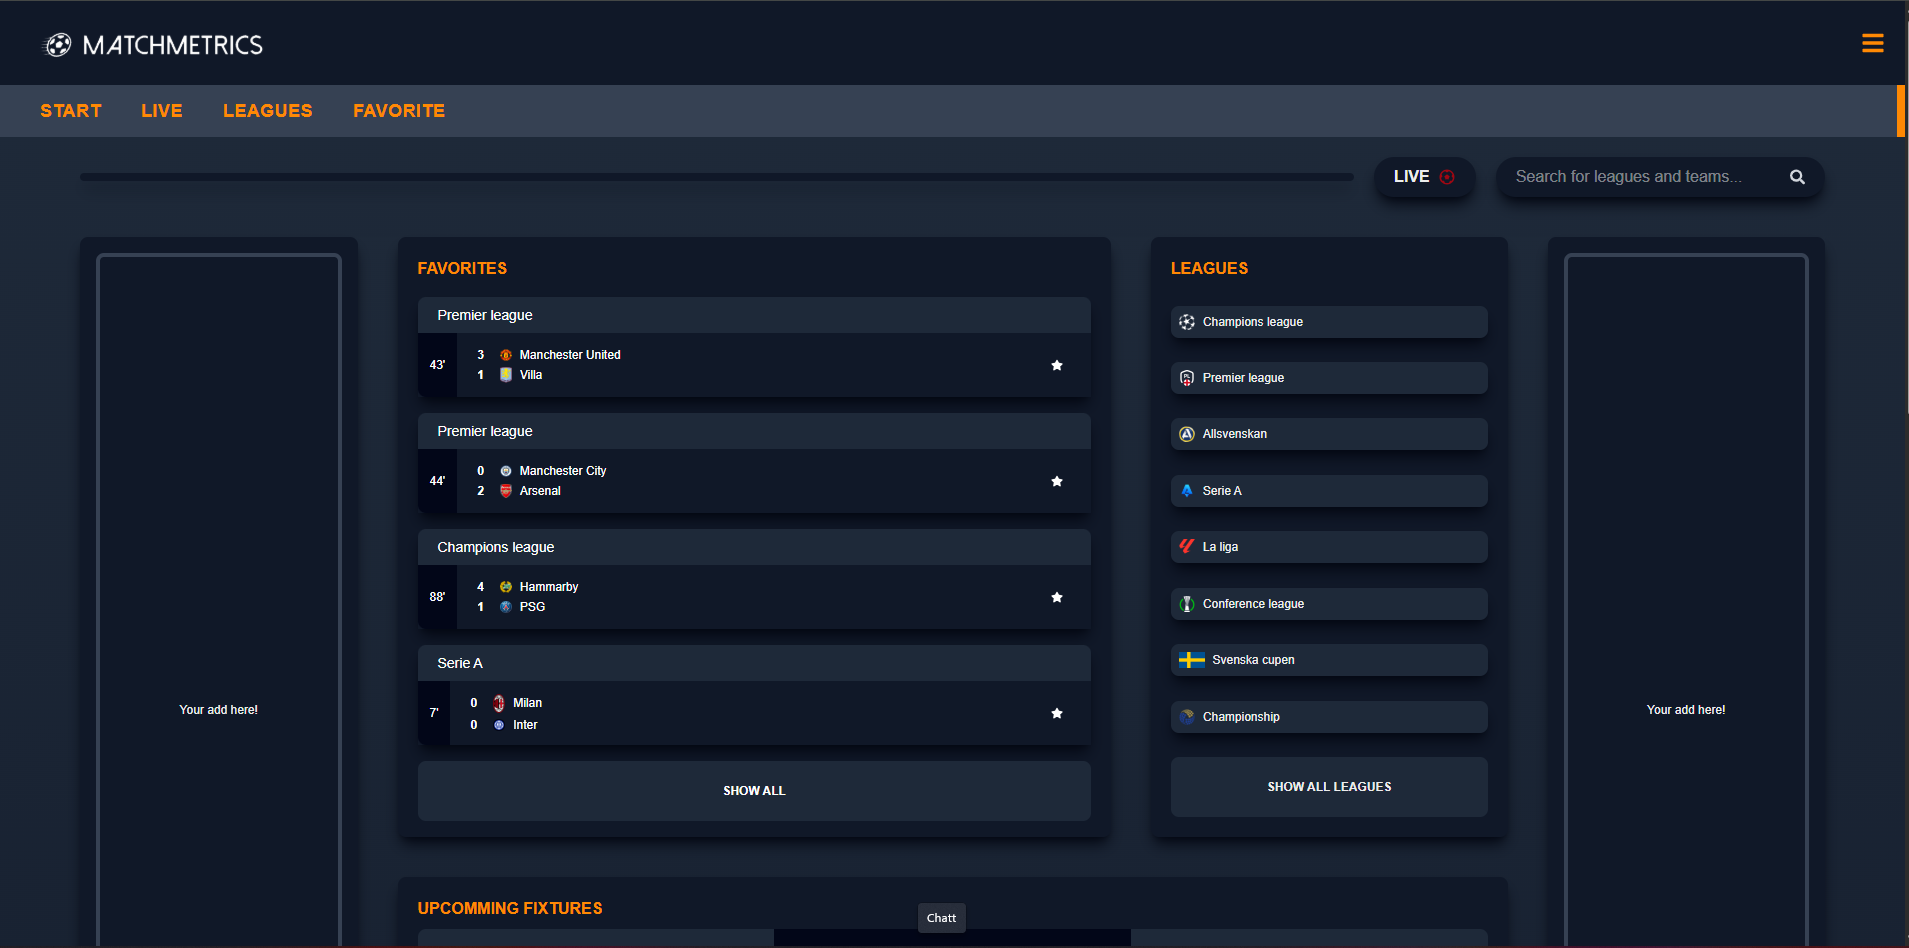 MATCHMETRICS
START LIVE LEAGUES FAVORITE
LIVE Search for leagues and teams...
Your add here!
FAVORITES
Premier league
43' 3 Manchester United
1 Villa
Premier league
44' 0 Manchester City
2 Arsenal
Champions league
88' 4 Hammarby
1 PSG
Serie A
7' 0 Milan
0 Inter
SHOW ALL
LEAGUES
Champions league
Premier league
Allsvenskan
Serie A
La liga
Conference league
Svenska cupen
Championship
SHOW ALL LEAGUES
Your add here!
UPCOMMING FIXTURES
Chatt